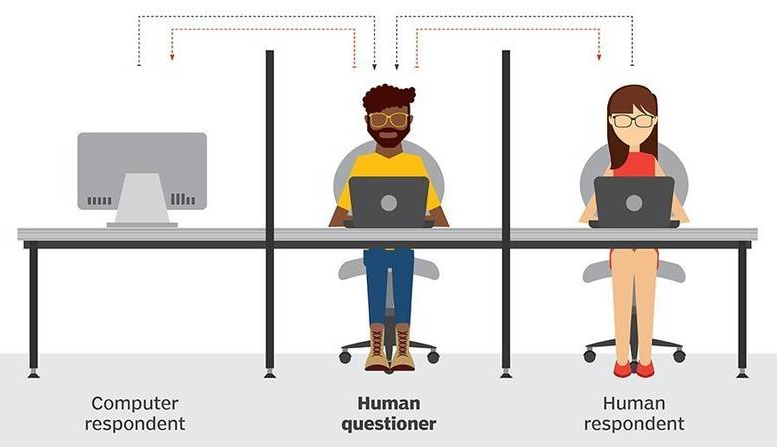 Computer
respondent
Human
questioner
Human
respondent